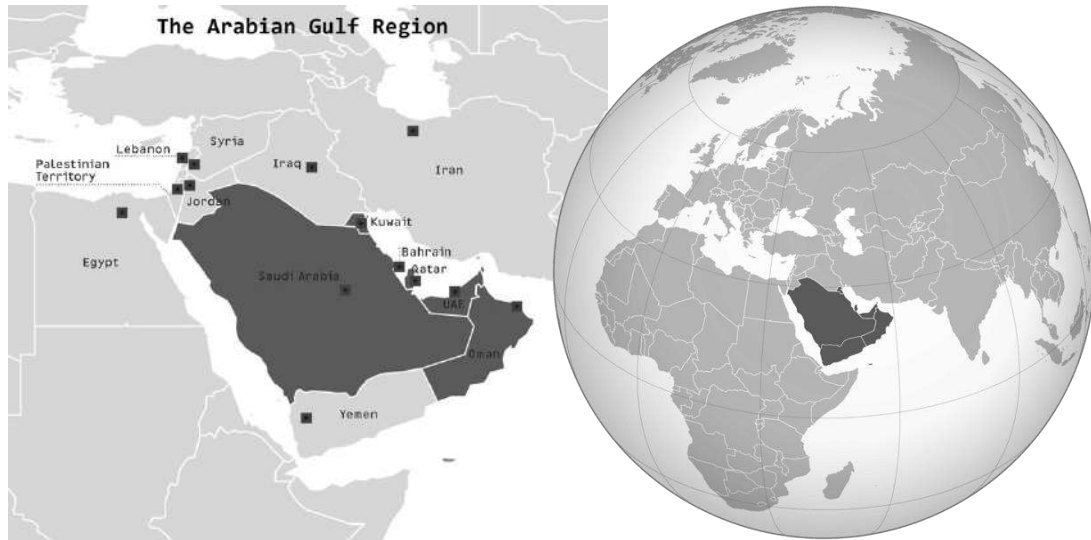 The Arabian Gulf Region
Syria
Lebanon
Palestinian
Territory
Iraq
Iran
Jordan
Kuwait
Egypt
Bahrain
Qatar
Saudi Arabia
UAE
Oman
Yemen